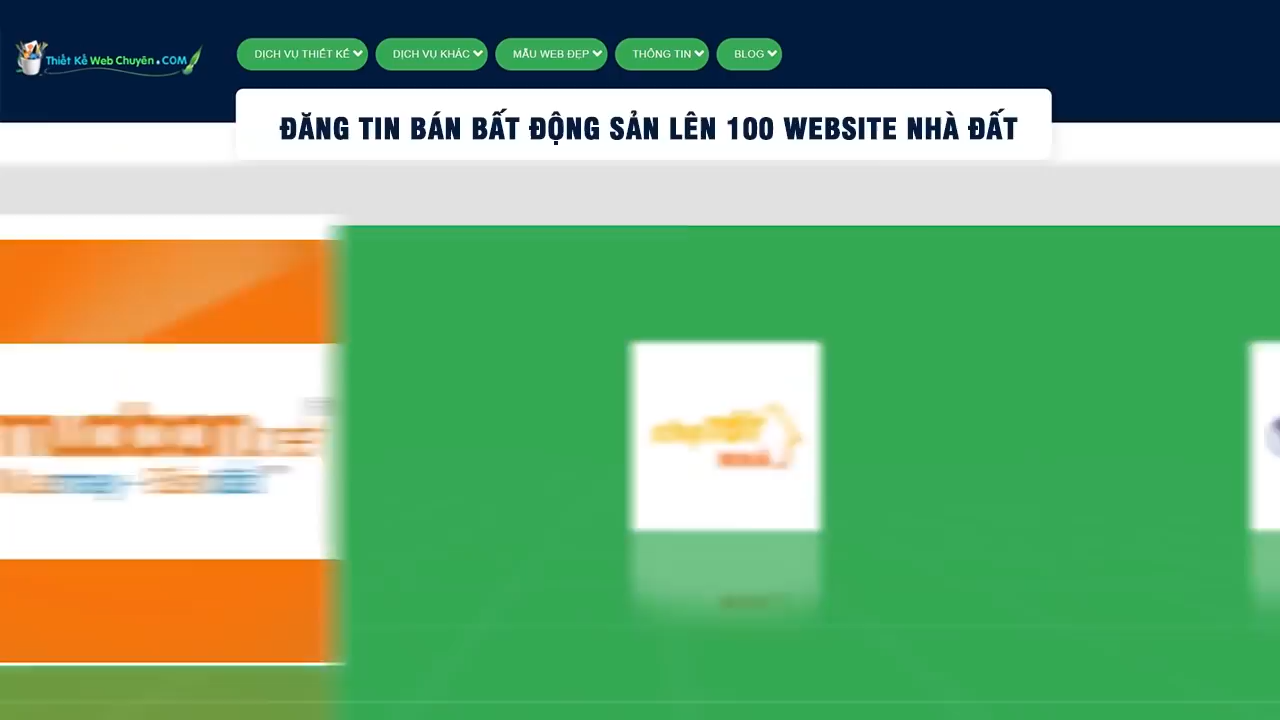 Thiết Kế Web Chuyên.COM
DỊCH VỤ THIẾT KẾ
DỊCH VỤ KHÁC
MẪU WEB ĐẸP
THÔNG TIN
BLOG
ĐĂNG TIN BÁN BẤT ĐỘNG SẢN LÊN 100 WEBSITE NHÀ ĐẤT